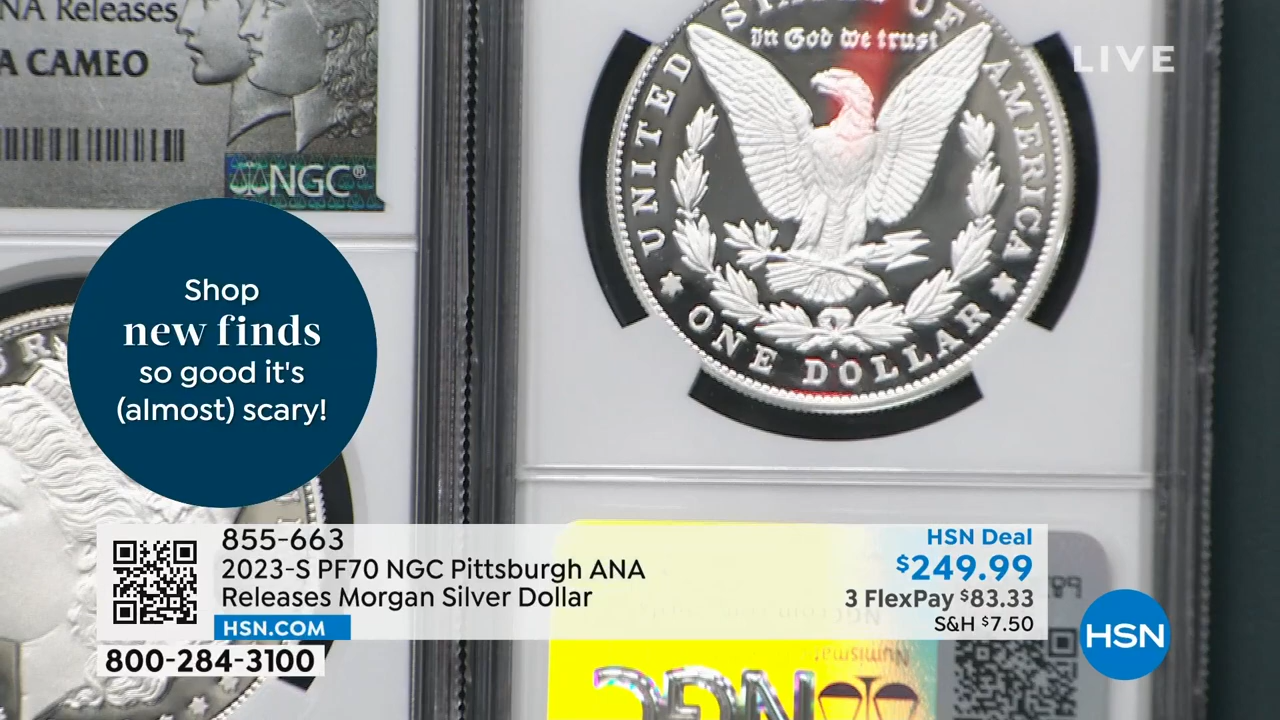 NA Releases
A CAMEO
NGC®
STATES OF
In God we trust
UNITED
AMERICA
ONE DOLLAR
LIVE
Shop
new finds
so good it's
(almost) scary!
855-663
2023-S PF70 NGC Pittsburgh ANA
Releases Morgan Silver Dollar
HSN.COM
800-284-3100
HSN Deal
$249.99
3 FlexPay $83.33
S&H $7.50
HSN
Numismat
NGC